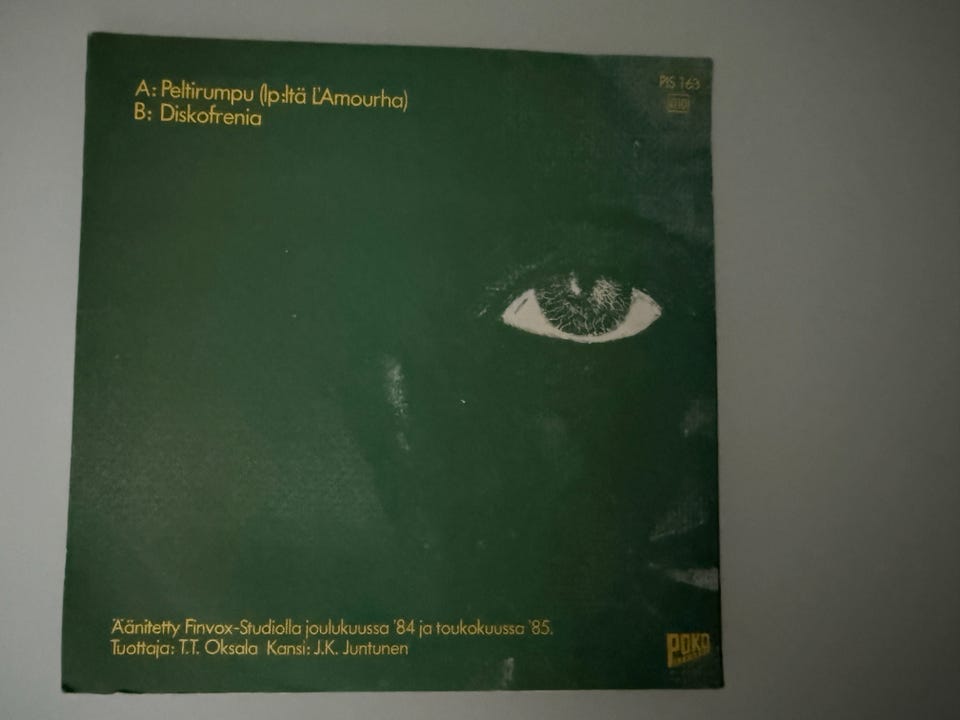 A: Peltirumpu (lp:ltä L'Amourha)
B: Diskofrenia
PIS 163
Äänitetty Finvox-Studiolla joulukuussa '84 ja toukokuussa '85.
Tuottaja: T.T. Oksala Kansi: J.K. Juntunen
POKO